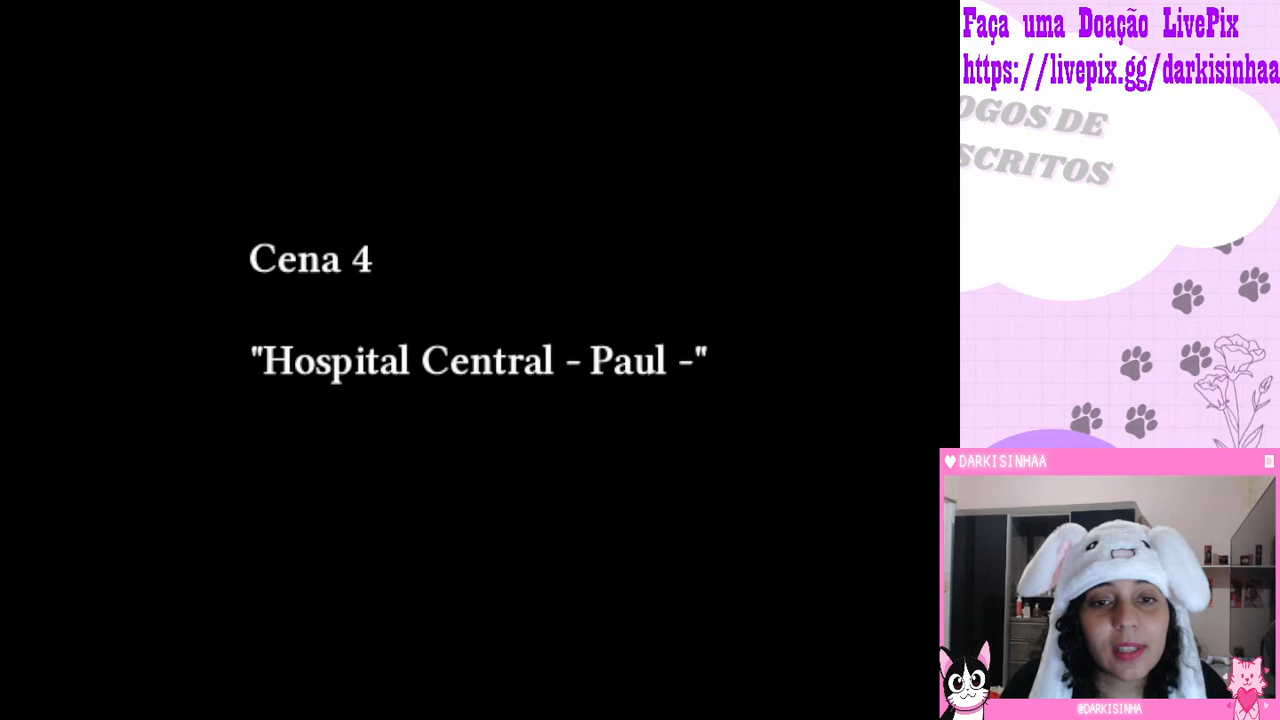 Faça uma Doação LivePix
https://livepix.gg/darkisinhaa
OGOS DE
SCRITOS
Cena 4
"Hospital Central - Paul -"
DARKISINHAA
@DARKISINHA